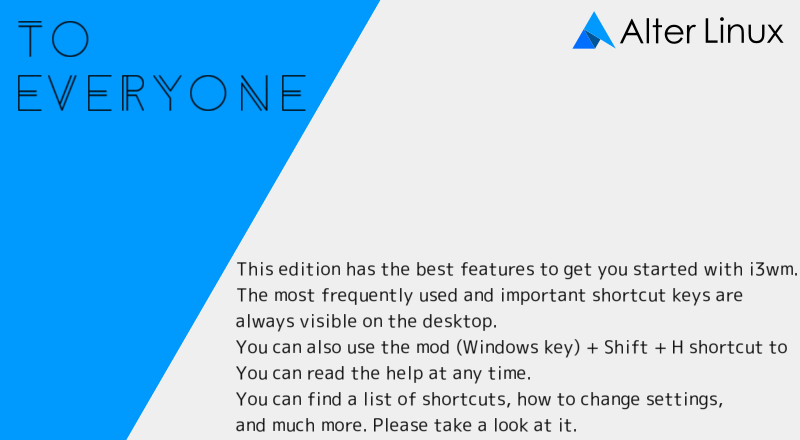 TO
EVERYONE
Alter Linux
This edition has the best features to get you started with i3wm.
The most frequently used and important shortcut keys are
always visible on the desktop.
You can also use the mod (Windows key) + Shift + H shortcut to
You can read the help at any time.
You can find a list of shortcuts, how to change settings,
and much more. Please take a look at it.